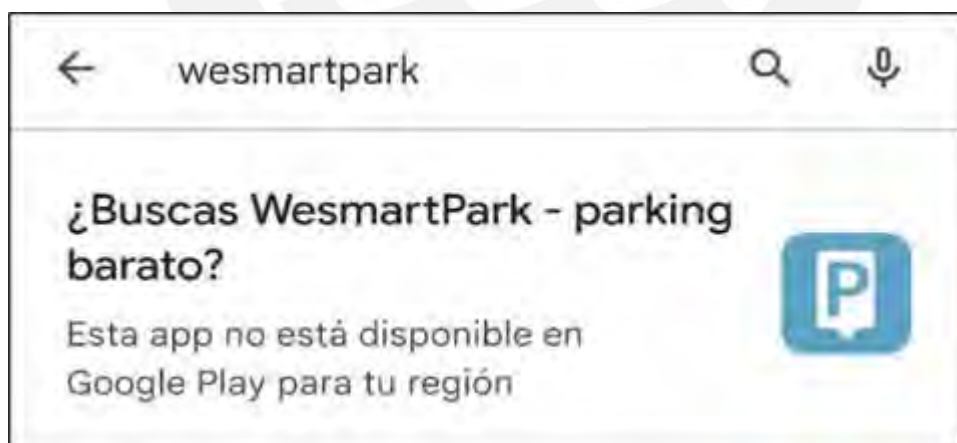 wesmartpark
¿Buscas WesmartPark - parking
barato?
Esta app no está disponible en
Google Play para tu región
P